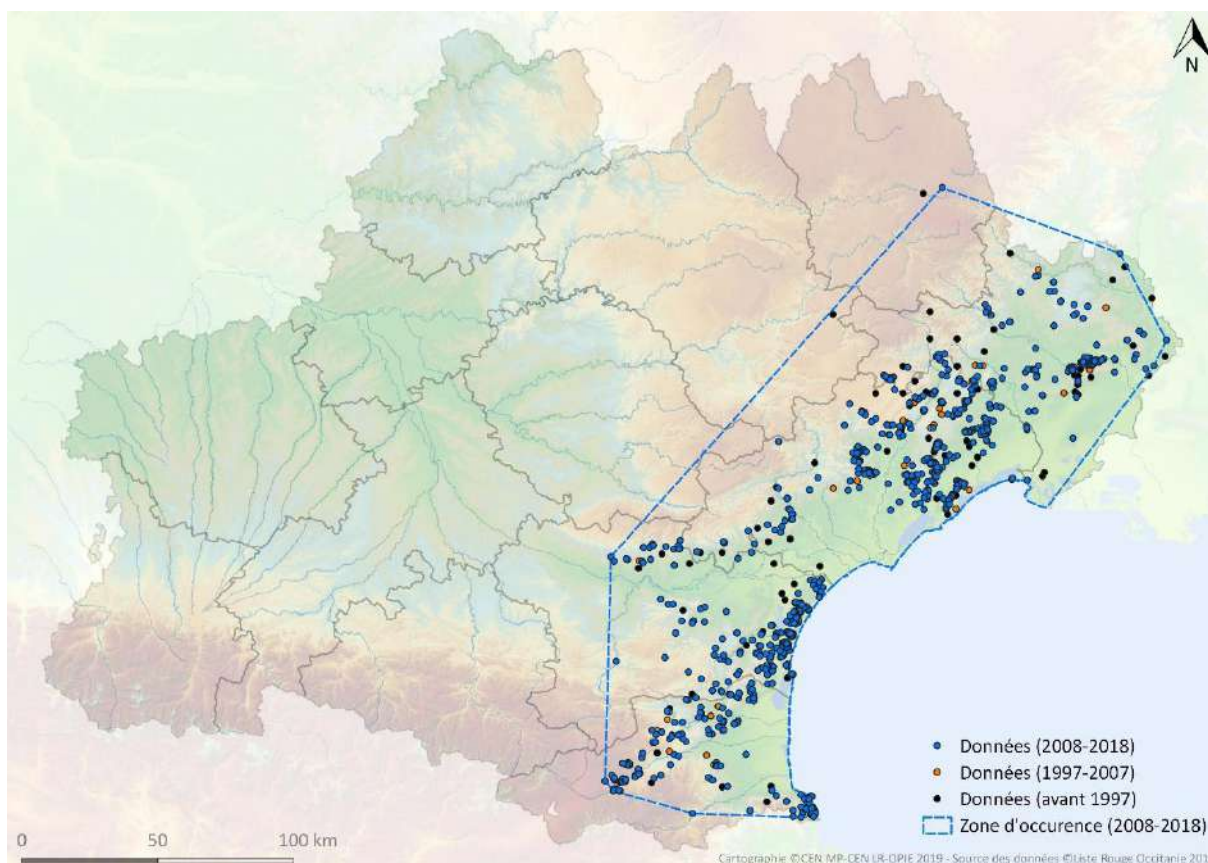 N
Données (2008-2018)
Données (1997-2007)
Données (avant 1997)
Zone d'occurence (2008-2018)
0 50 100 km
Cartographie ©CEN MP-CEN LR-OPIE 2019 - Source des données ©Liste Rouge Occitanie 201